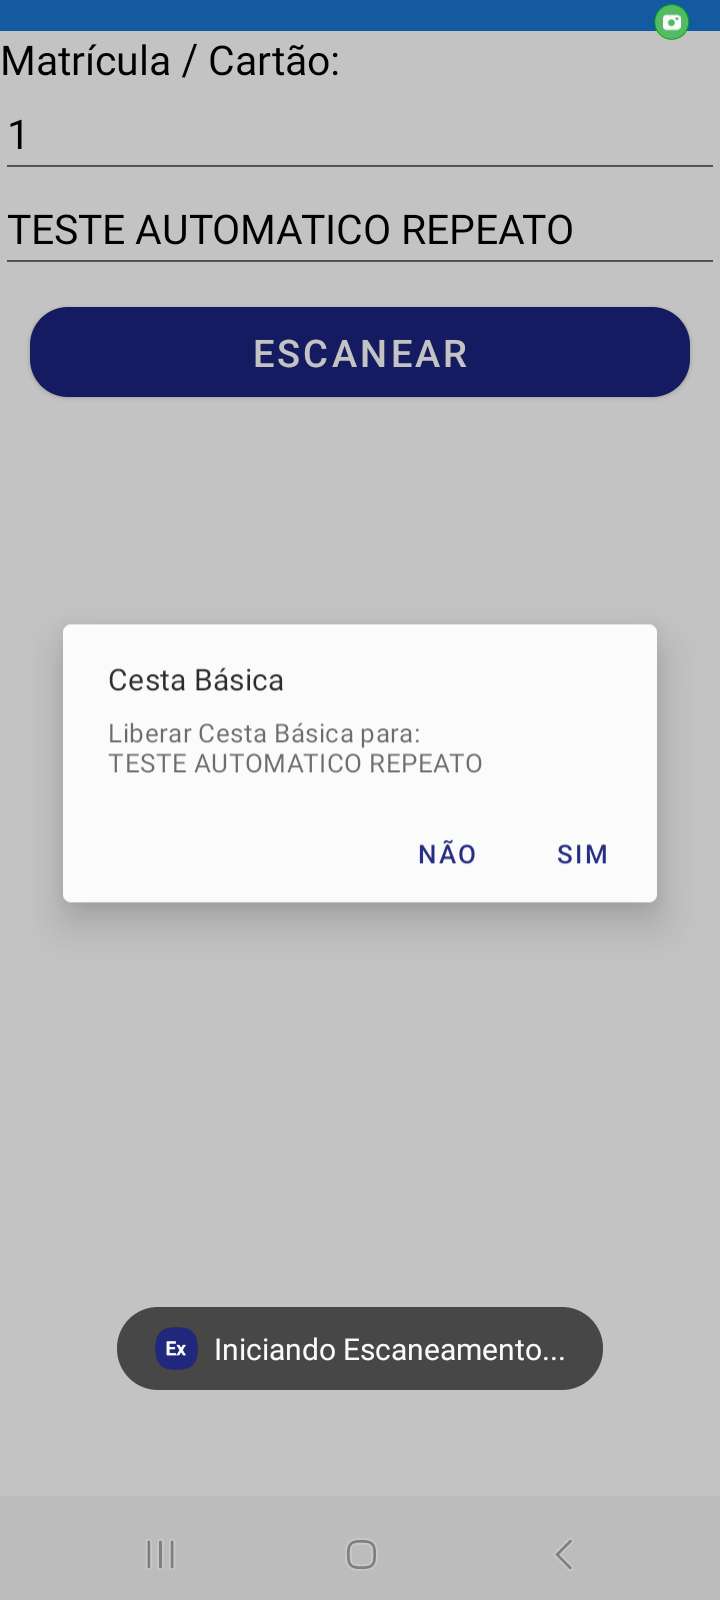 Matrícula / Cartão:
1
TESTE AUTOMATICO REPEATO
ESCANEAR
Cesta Básica
Liberar Cesta Básica para:
TESTE AUTOMATICO REPEATO
NÃO SIM
Ex Iniciando Escaneamento...